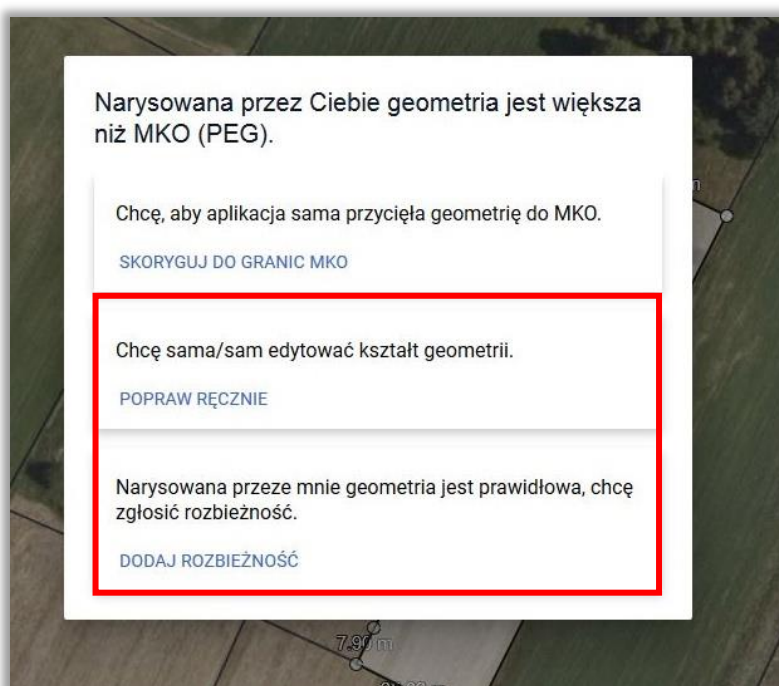 Narysowana przez Ciebie geometria jest większa
niż MKO (PEG).
Chcę, aby aplikacja sama przycięła geometrię do MKO.
SKORYGUJ DO GRANIC MKO
Chcę sama/sam edytować kształt geometrii.
POPRAW RĘCZNIE
Narysowana przeze mnie geometria jest prawidłowa, chcę
zgłosić rozbieżność.
DODAJ ROZBIEŻNOŚĆ
7.90 m